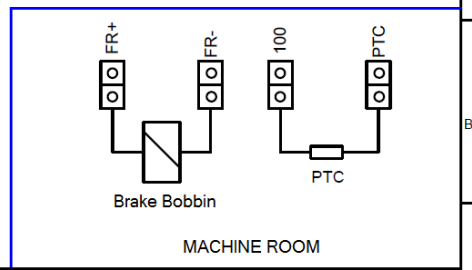 FR+
FR-
100
PTC
PTC
Brake Bobbin
MACHINE ROOM
B